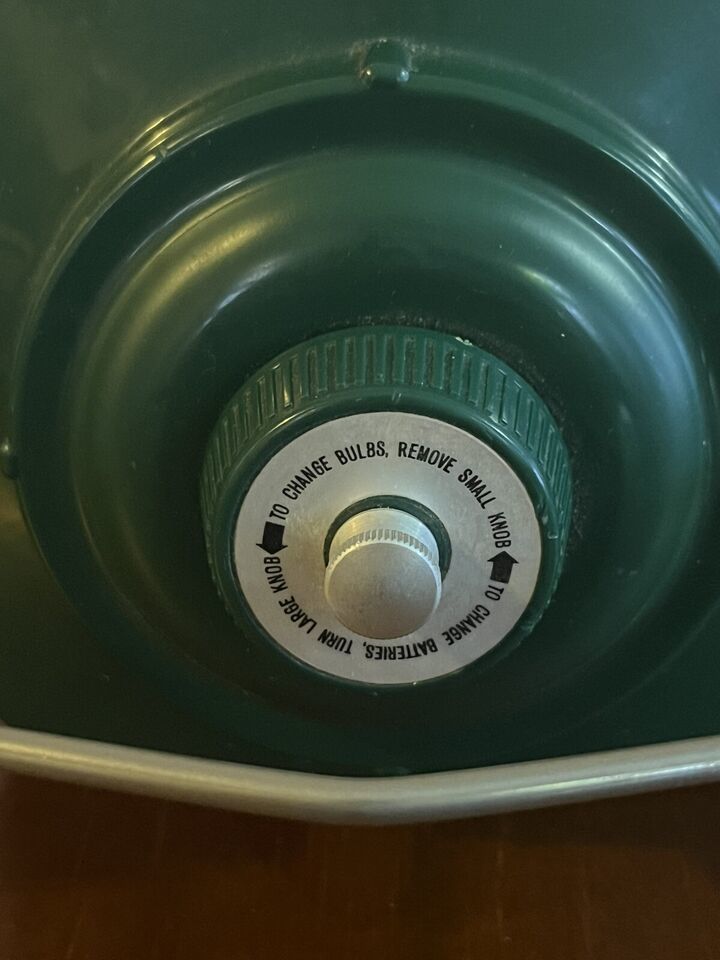 TO CHANGE BULBS, REMOVE SMALL KNOB
TO CHANGE BATTERIES, TURN LARGE KNOB